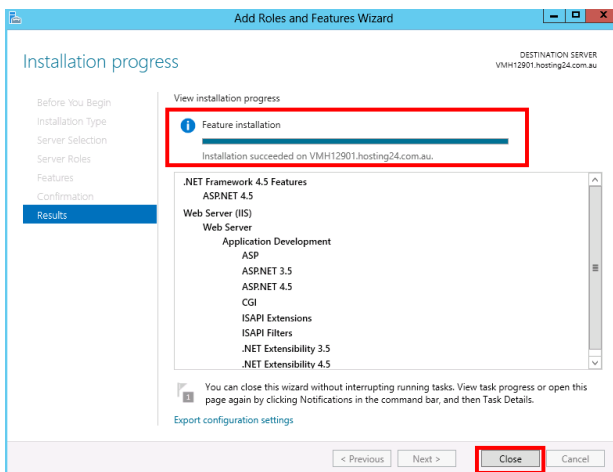 Add Roles and Features Wizard
Installation progress
DESTINATION SERVER
VMH12901.hosting24.com.au
Before You Begin
Installation Type
Server Selection
Server Roles
Features
Confirmation
Results
View installation progress
Feature installation
Installation succeeded on VMH12901.hosting24.com.au.
.NET Framework 4.5 Features
ASP.NET 4.5
Web Server (IIS)
Web Server
Application Development
ASP
ASP.NET 3.5
ASP.NET 4.5
CGI
ISAPI Extensions
ISAPI Filters
.NET Extensibility 3.5
.NET Extensibility 4.5
1
You can close this wizard without interrupting running tasks. View task progress or open this
page again by clicking Notifications in the command bar, and then Task Details.
Export configuration settings
< Previous
Next >
Close
Cancel